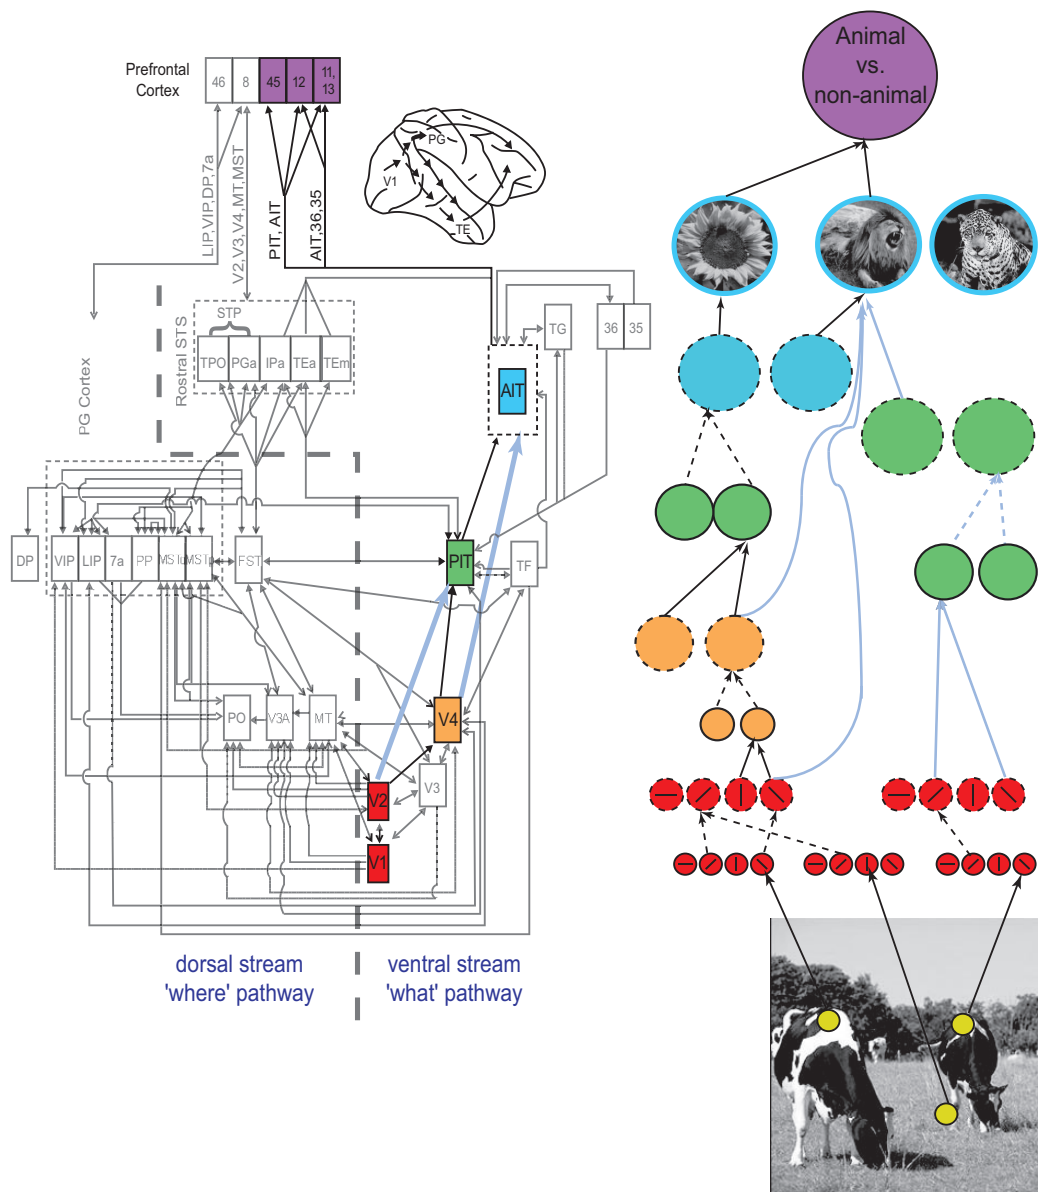 Animal
vs.
non-animal
Prefrontal
Cortex
46
8
45
12
11,
13
LIP,VIP,DP,7a
V2,V3,V4,MT,MST
PIT, AIT
AIT,36,35
PG
V1
TE
PG Cortex
Rostral STS
STP
TPO
PGa
IPa
TEa
TEm
TG
36
35
AIT
DP
VIP
LIP
7a
PP
FST
PIT
TF
PO
V3A
MT
V4
V2
V3
V1
dorsal stream
'where' pathway
ventral stream
'what' pathway